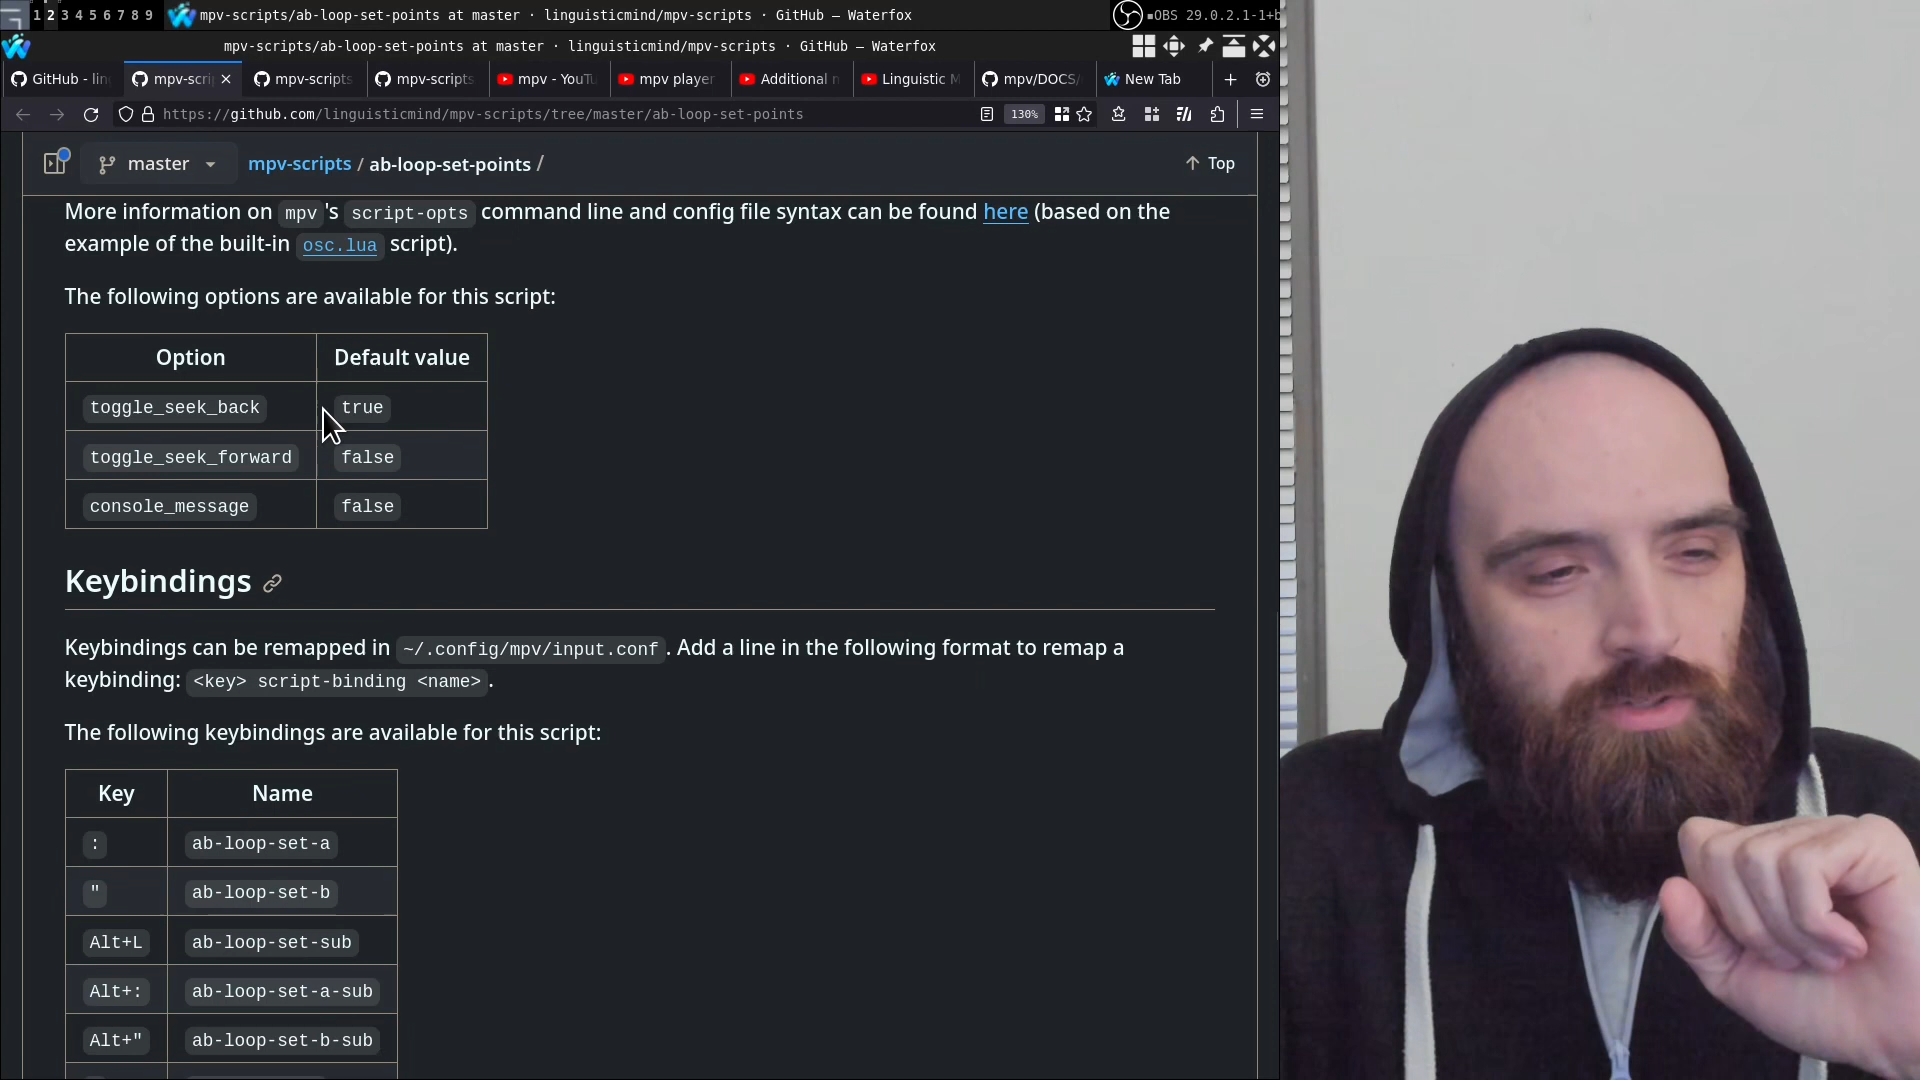 1 2 3 4 5 6 7 8 9 mpv-scripts/ab-loop-set-points at master · linguisticmind/mpv-scripts · GitHub — Waterfox OBS 29.0.2.1-1+b
mpv-scripts/ab-loop-set-points at master · linguisticmind/mpv-scripts · GitHub — Waterfox
GitHub - lin mpv-scri mpv-scripts mpv-scripts mpv - YouTu mpv player Additional n Linguistic M mpv/DOCS/ New Tab
https://github.com/linguisticmind/mpv-scripts/tree/master/ab-loop-set-points 130%
master mpv-scripts / ab-loop-set-points / Top
More information on mpv's script-opts command line and config file syntax can be found here (based on the
example of the built-in osc.lua script).
The following options are available for this script:
Option Default value
toggle_seek_back true
toggle_seek_forward false
console_message false
Keybindings
Keybindings can be remapped in ~/.config/mpv/input.conf. Add a line in the following format to remap a
keybinding: <key> script-binding <name>.
The following keybindings are available for this script:
Key Name
: ab-loop-set-a
" ab-loop-set-b
Alt+L ab-loop-set-sub
Alt+: ab-loop-set-a-sub
Alt+" ab-loop-set-b-sub